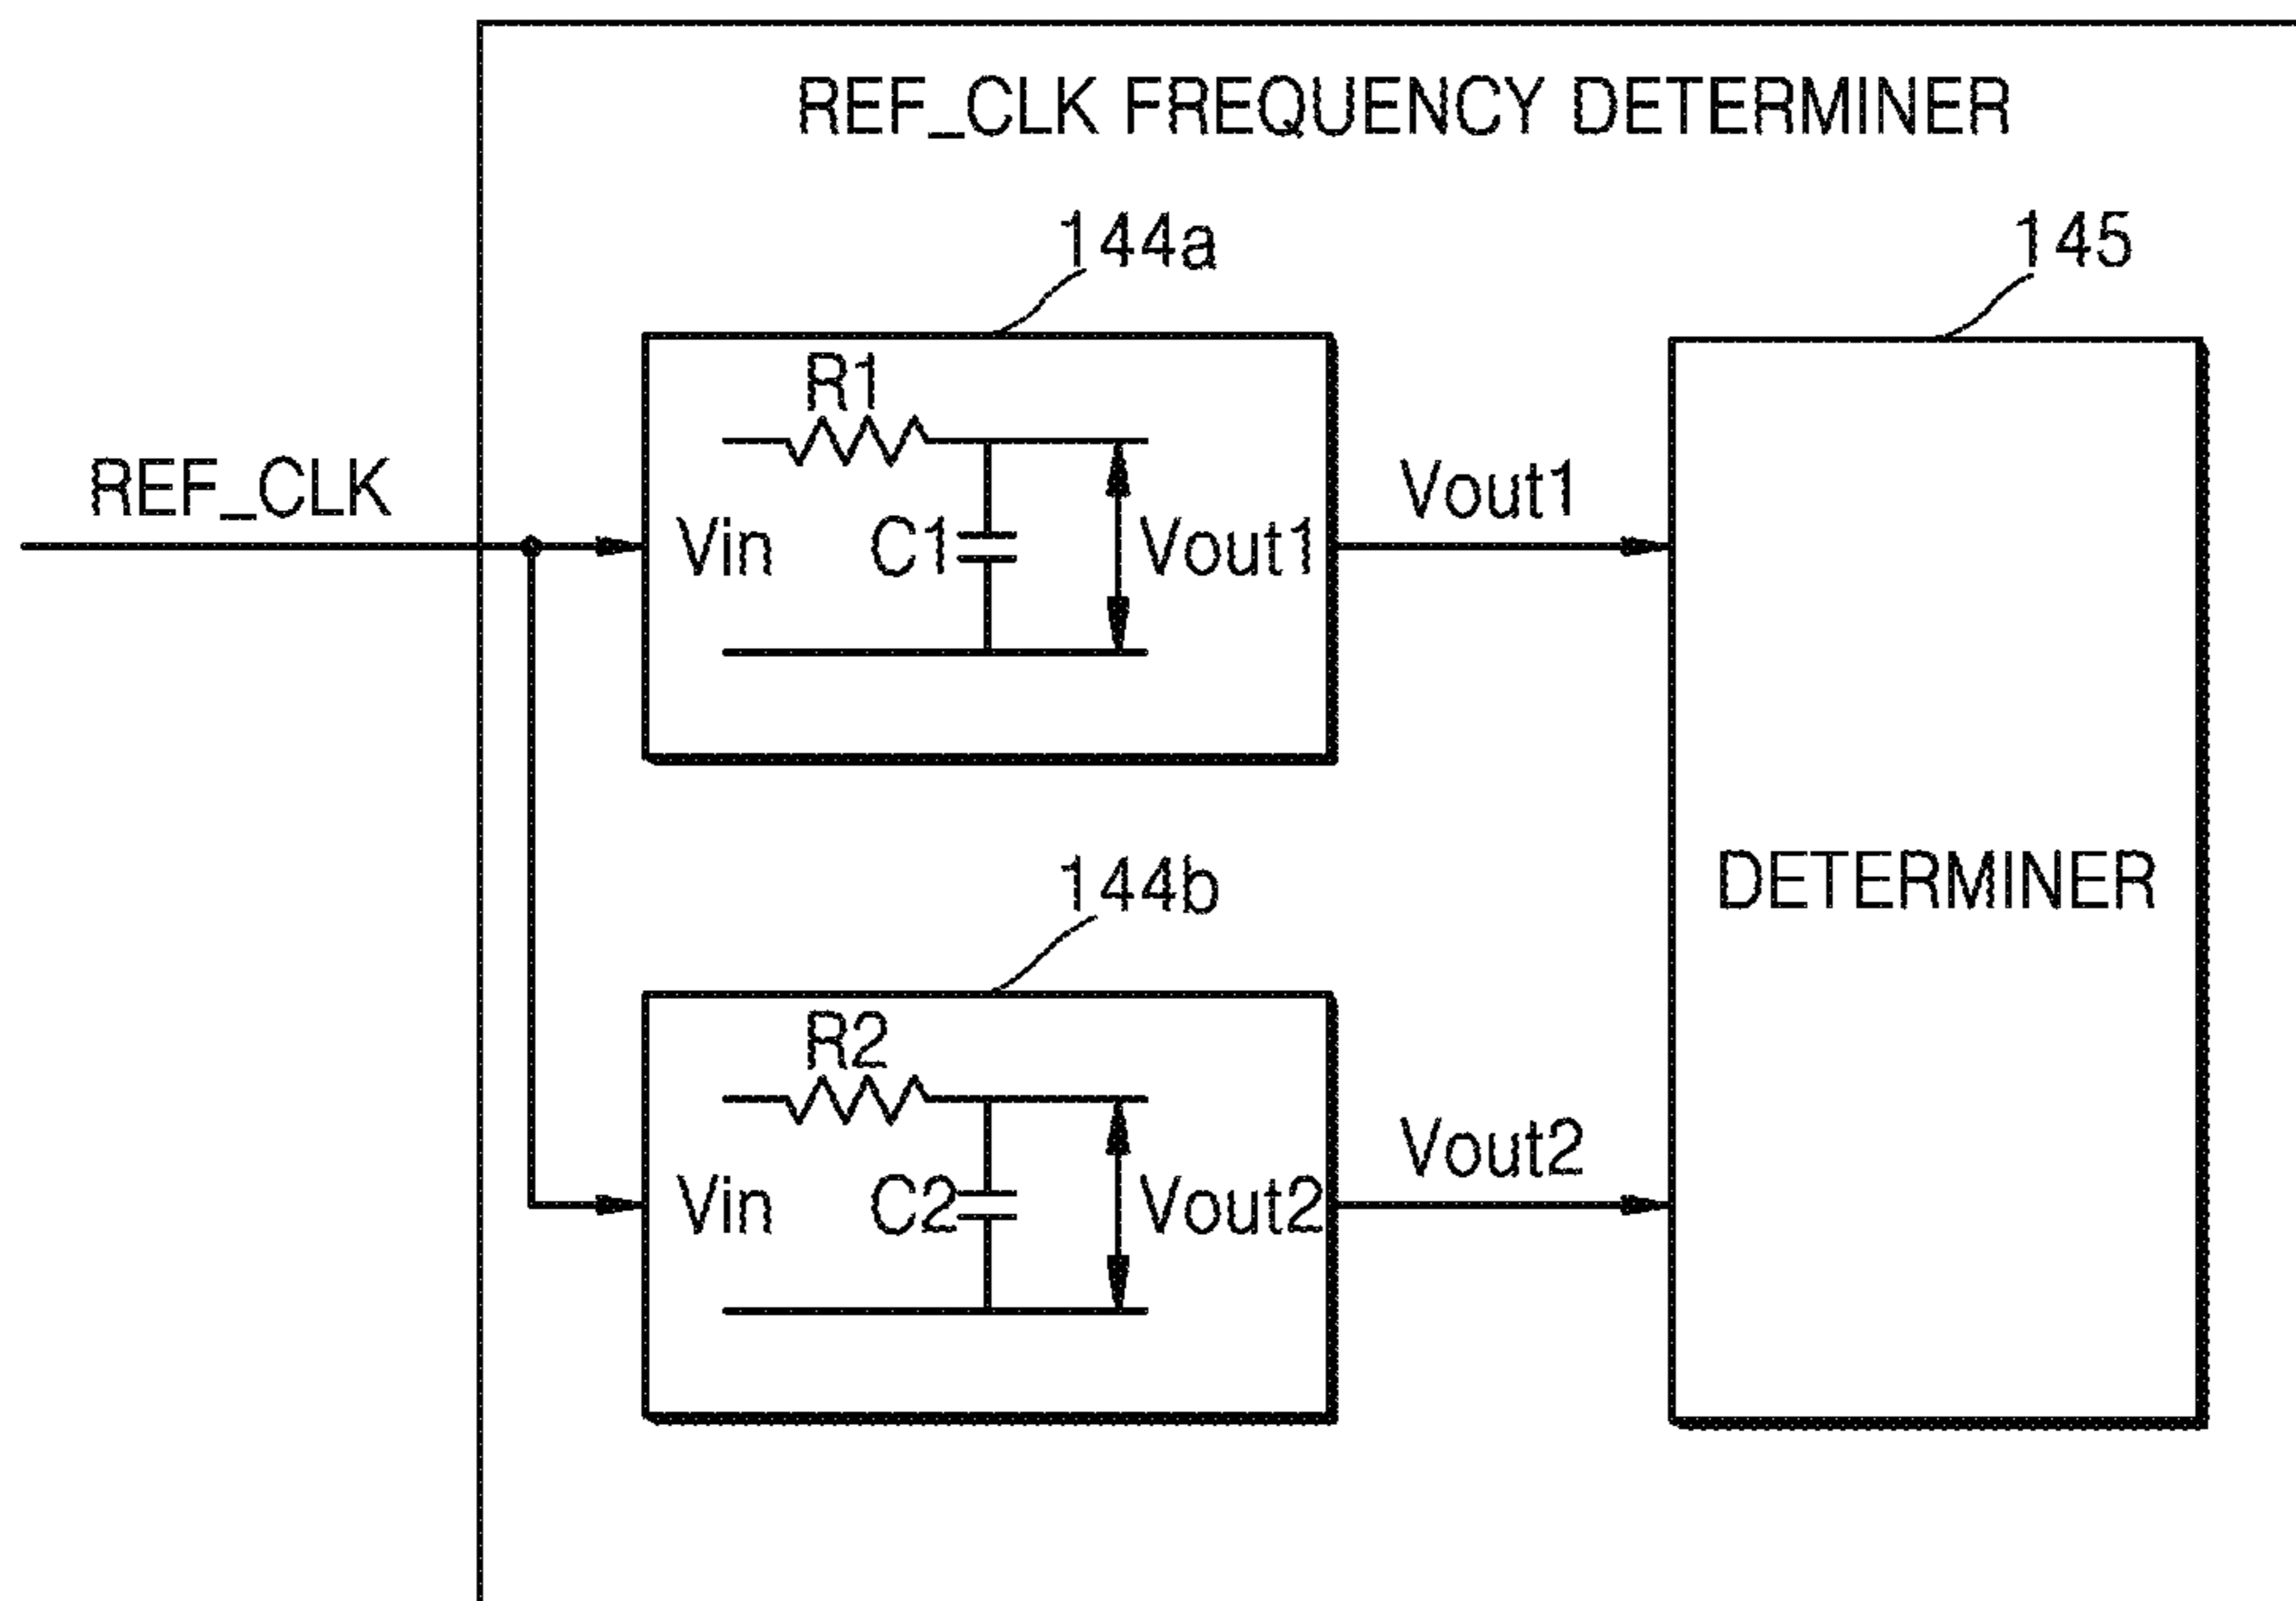 REF_CLK FREQUENCY DETERMINER
144a
145
R1
REF_CLK
Vin
C1
Vout1
Vout1
DETERMINER
144b
R2
Vin
C2
Vout2
Vout2